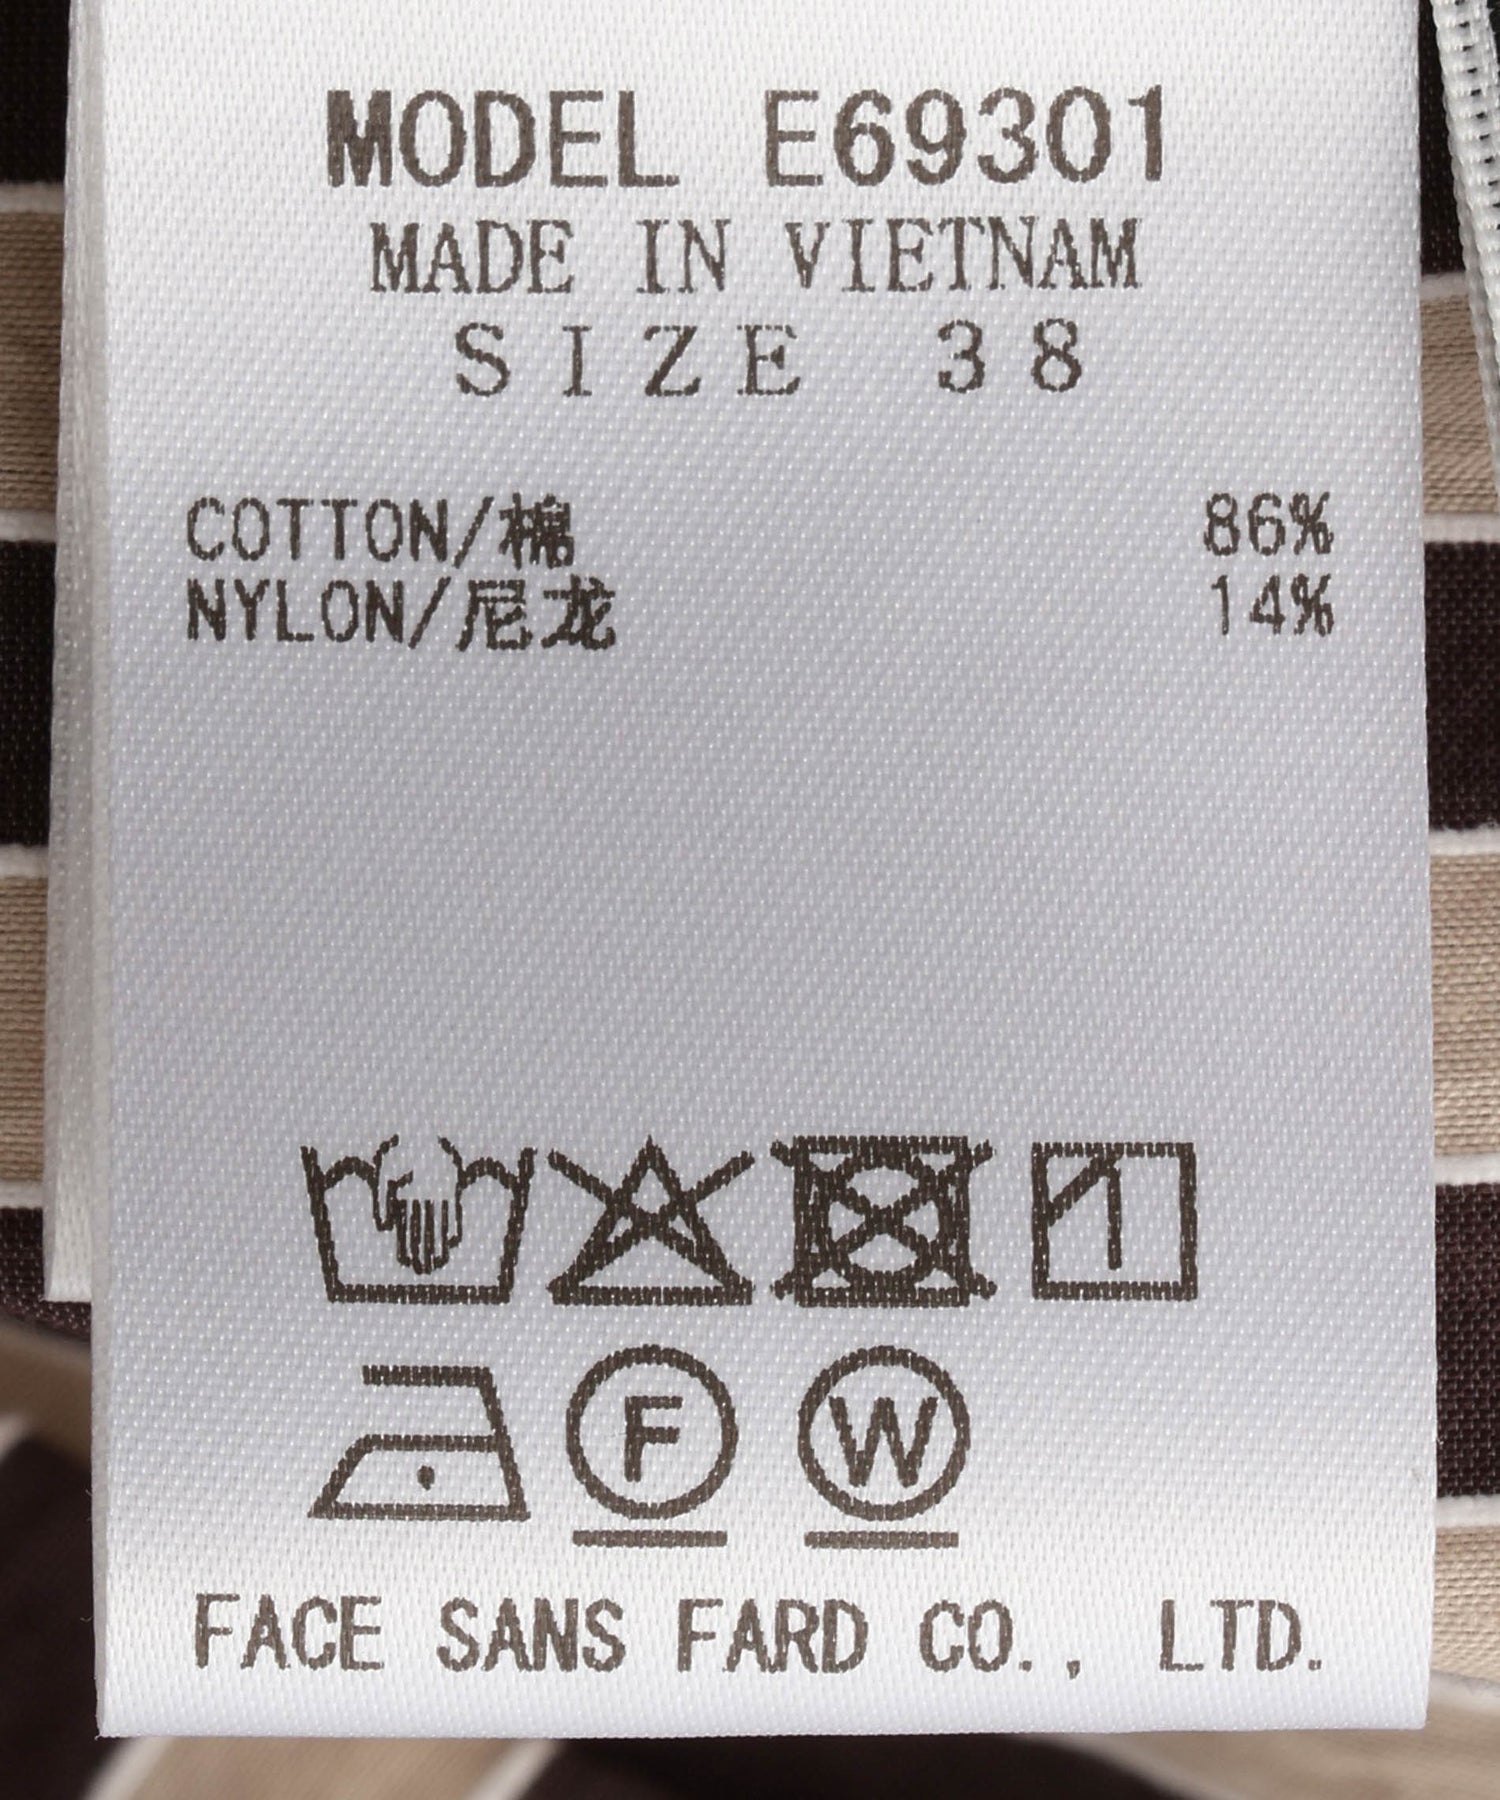 MODEL E69301
MADE IN VIETNAM
SIZE 38
COTTON/棉 86%
NYLON/尼龙 14%
F W
FACE SANS FARD CO., LTD.